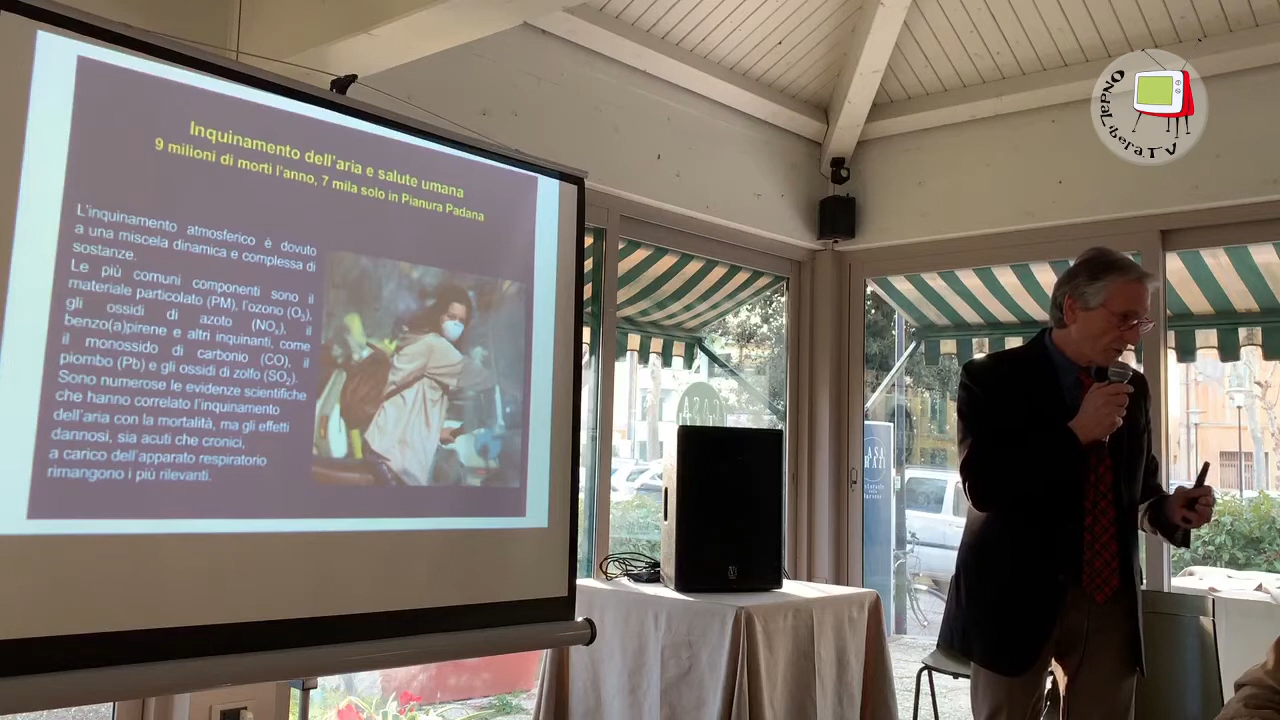 Inquinamento dell'aria e salute umana
9 milioni di morti l'anno, 7 mila solo in Pianura Padana
L'inquinamento atmosferico è dovuto
a una miscela dinamica e complessa di
sostanze.
Le più comuni componenti sono il
materiale particolato (PM), l'ozono (O3),
gli ossidi di azoto (NOx), il
benzo(a)pirene e altri inquinanti, come
il monossido di carbonio (CO), il
piombo (Pb) e gli ossidi di zolfo (SO2).
Sono numerose le evidenze scientifiche
che hanno correlato l'inquinamento
dell'aria con la mortalità, ma gli effetti
dannosi, sia acuti che cronici,
a carico dell'apparato respiratorio
rimangono i più rilevanti.
OndaLibera.TV